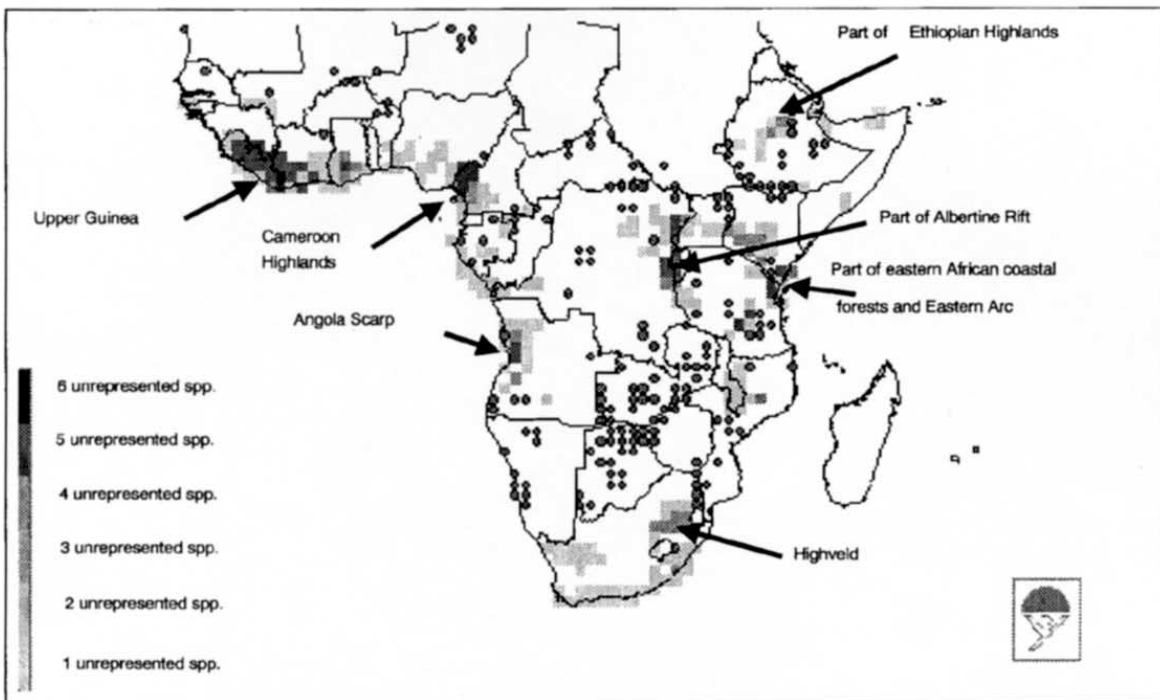 Part of Ethiopian Highlands
Upper Guinea
Cameroon
Highlands
Part of Albertine Rift
Part of eastern African coastal
forests and Eastern Arc
Angola Scarp
6 unrepresented spp.
5 unrepresented spp.
4 unrepresented spp.
3 unrepresented spp.
2 unrepresented spp.
1 unrepresented spp.
Highveld